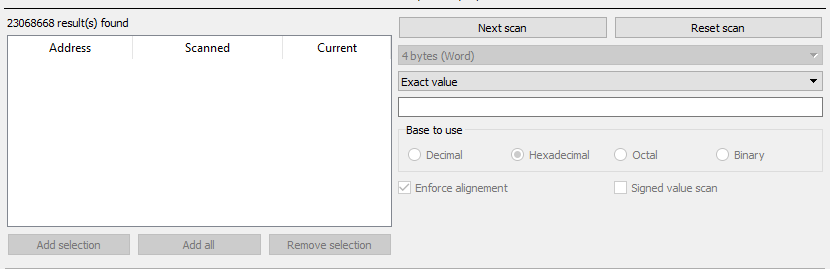 23068668 result(s) found
Address Scanned Current
Add selection Add all Remove selection
Next scan Reset scan
4 bytes (Word)
Exact value
Base to use
Decimal Hexadecimal Octal Binary
Enforce alignement Signed value scan